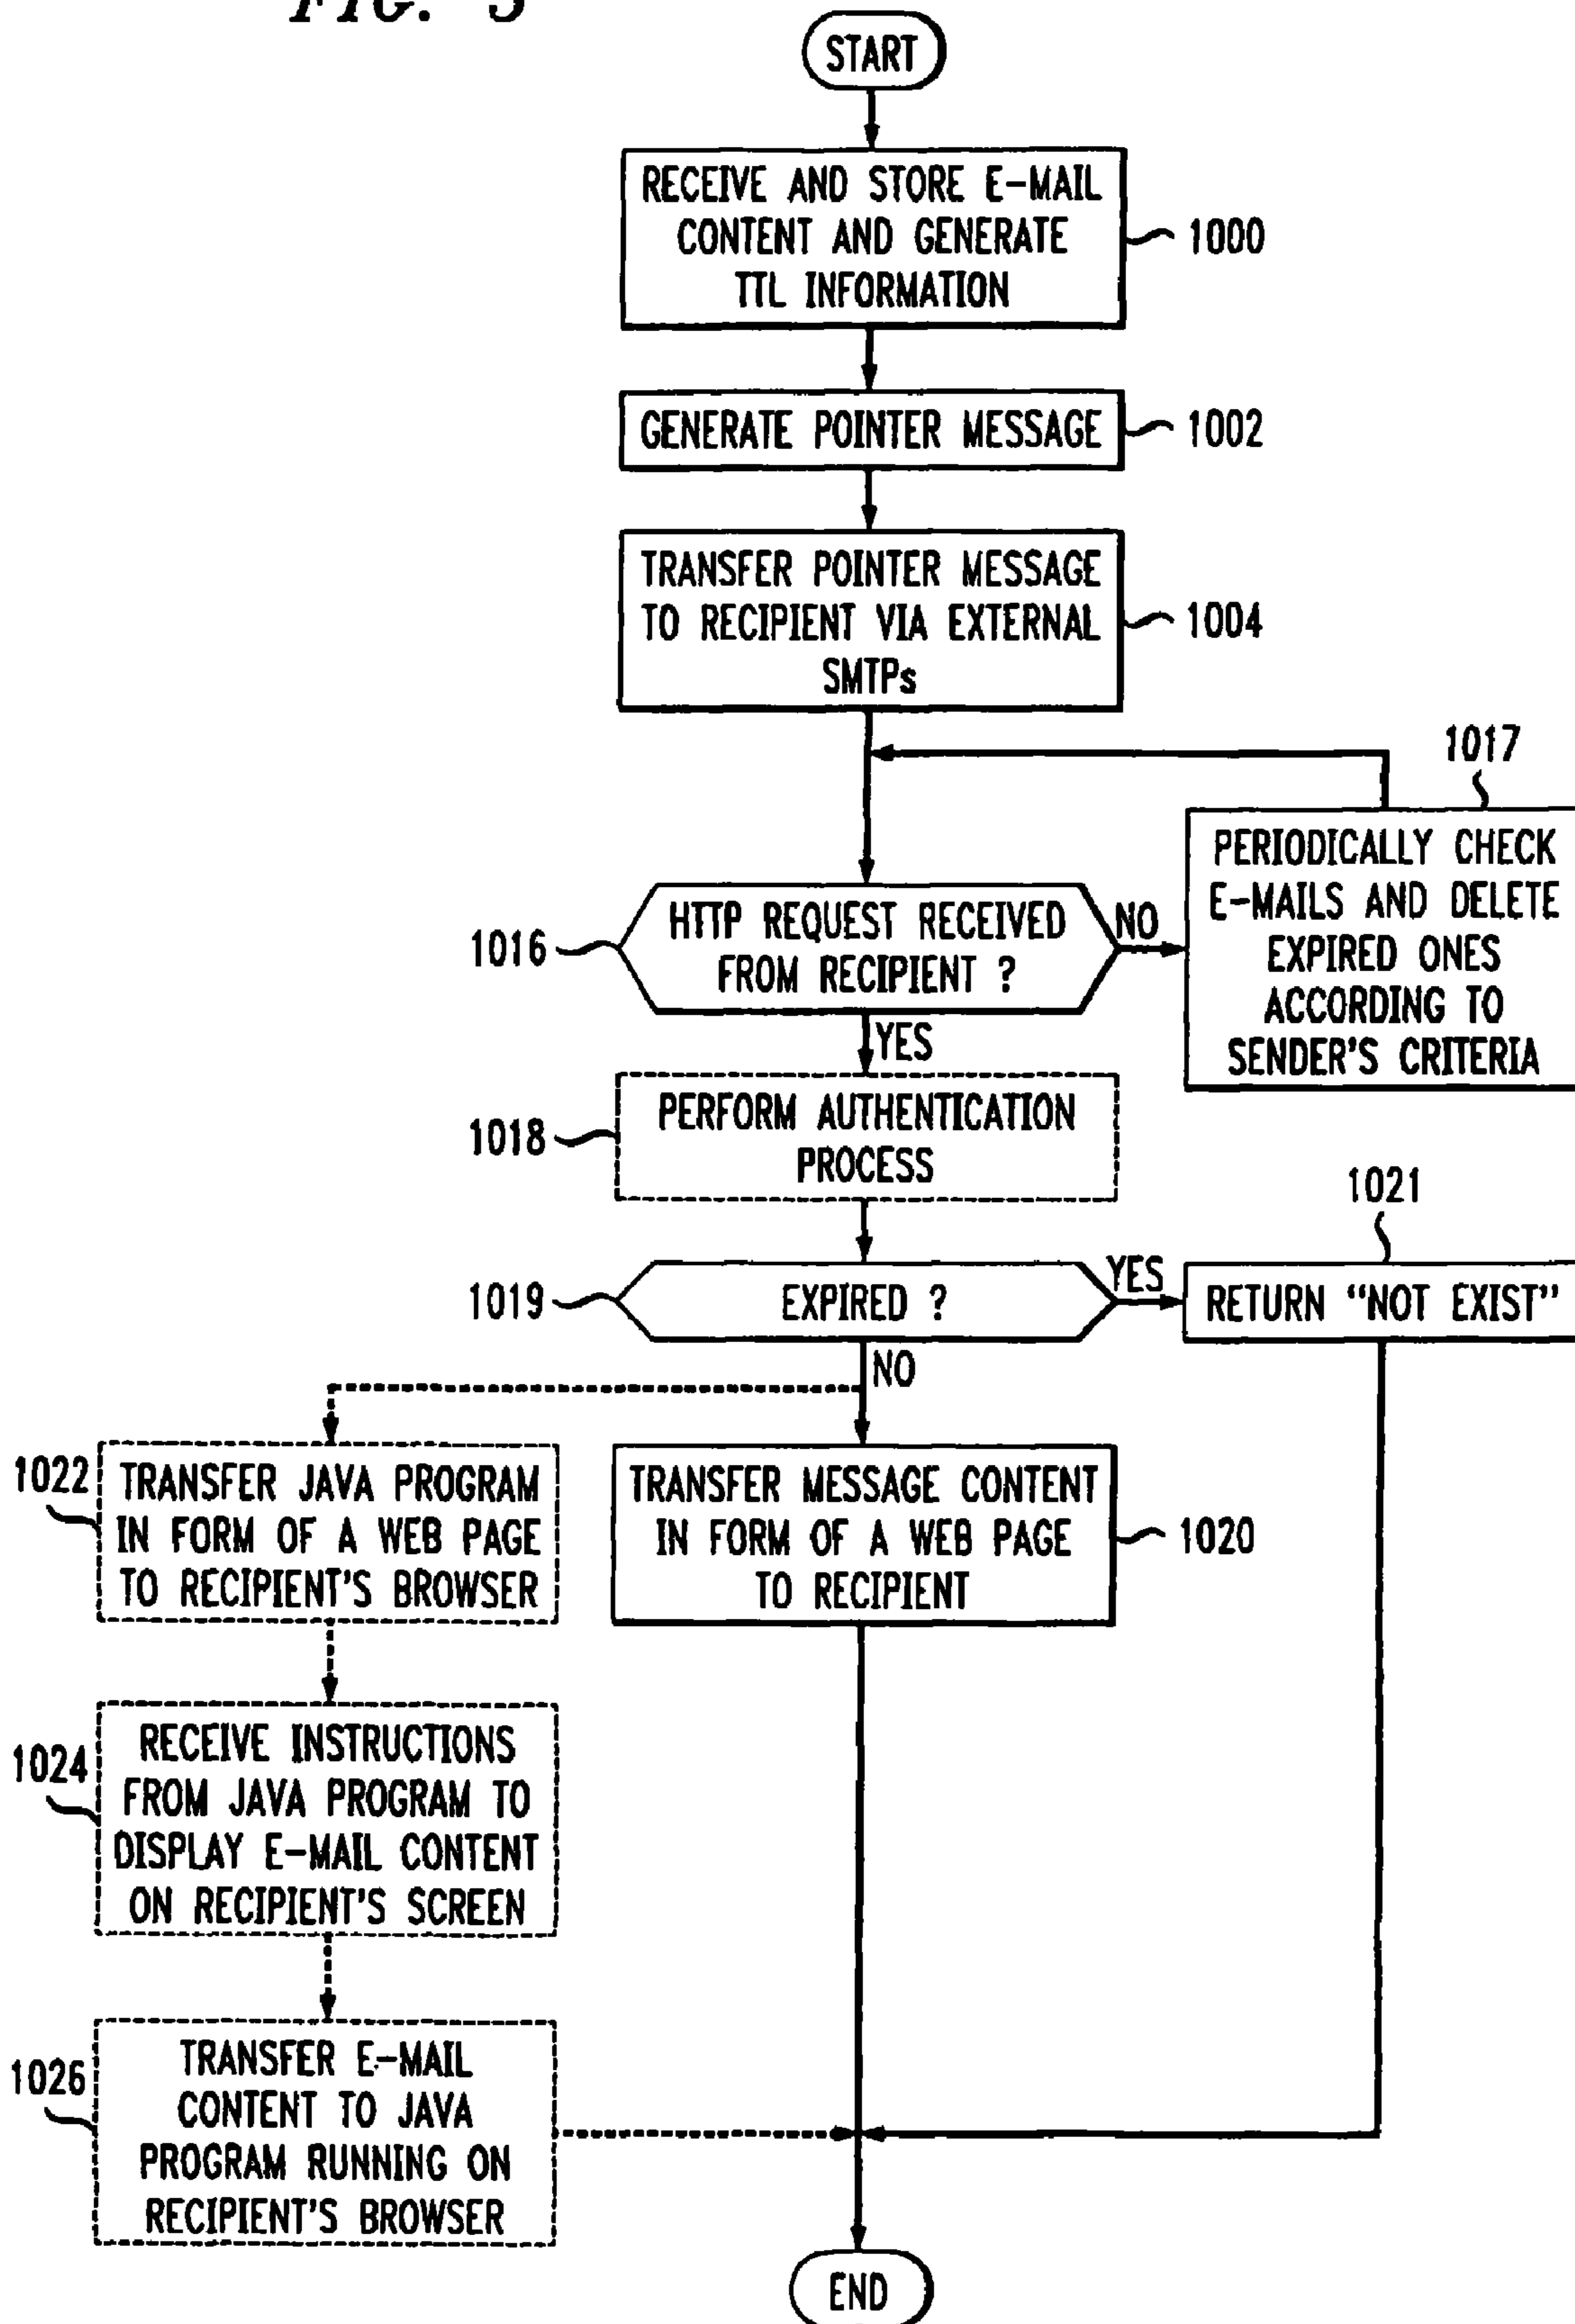 START
RECEIVE AND STORE E-MAIL
CONTENT AND GENERATE
TTL INFORMATION
1000
GENERATE POINTER MESSAGE
1002
TRANSFER POINTER MESSAGE
TO RECIPIENT VIA EXTERNAL
SMTPs
1004
1017
PERIODICALLY CHECK
E-MAILS AND DELETE
EXPIRED ONES
ACCORDING TO
SENDER'S CRITERIA
1016
HTTP REQUEST RECEIVED
FROM RECIPIENT ?
NO
YES
1018
PERFORM AUTHENTICATION
PROCESS
1021
1019
EXPIRED ?
YES
RETURN “NOT EXIST”
NO
1022
TRANSFER JAVA PROGRAM
IN FORM OF A WEB PAGE
TO RECIPIENT'S BROWSER
TRANSFER MESSAGE CONTENT
IN FORM OF A WEB PAGE
TO RECIPIENT
1020
1024
RECEIVE INSTRUCTIONS
FROM JAVA PROGRAM TO
DISPLAY E-MAIL CONTENT
ON RECIPIENT'S SCREEN
1026
TRANSFER E-MAIL
CONTENT TO JAVA
PROGRAM RUNNING ON
RECIPIENT'S BROWSER
END